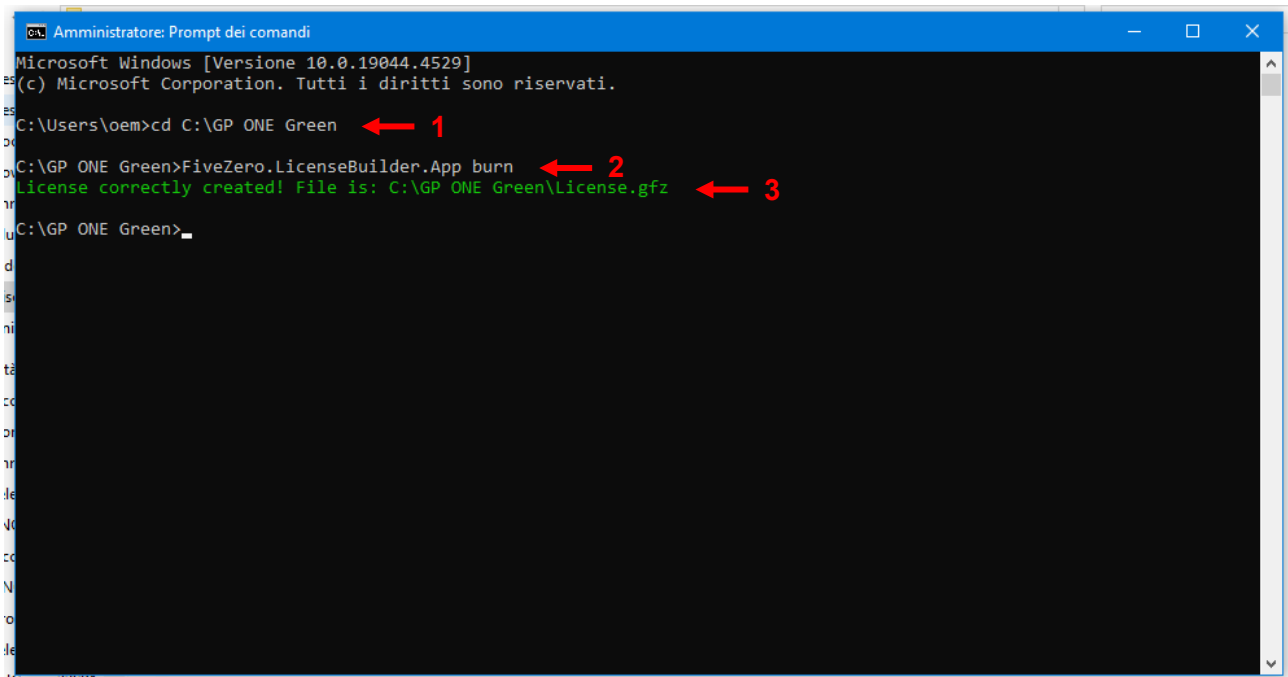 Amministratore: Prompt dei comandi
Microsoft Windows [Versione 10.0.19044.4529]
(c) Microsoft Corporation. Tutti i diritti sono riservati.
C:\Users\oem>cd C:\GP ONE Green 1
C:\GP ONE Green>FiveZero.LicenseBuilder.App burn 2
License correctly created! File is: C:\GP ONE Green\License.gfz 3
C:\GP ONE Green>